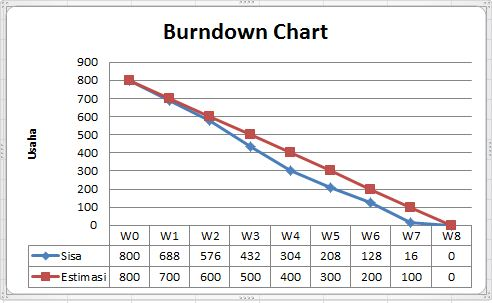 Burndown Chart
900
800
700
600
500
400
300
200
100
0
Usaha
W0 W1 W2 W3 W4 W5 W6 W7 W8
Sisa 800 688 576 432 304 208 128 16 0
Estimasi 800 700 600 500 400 300 200 100 0